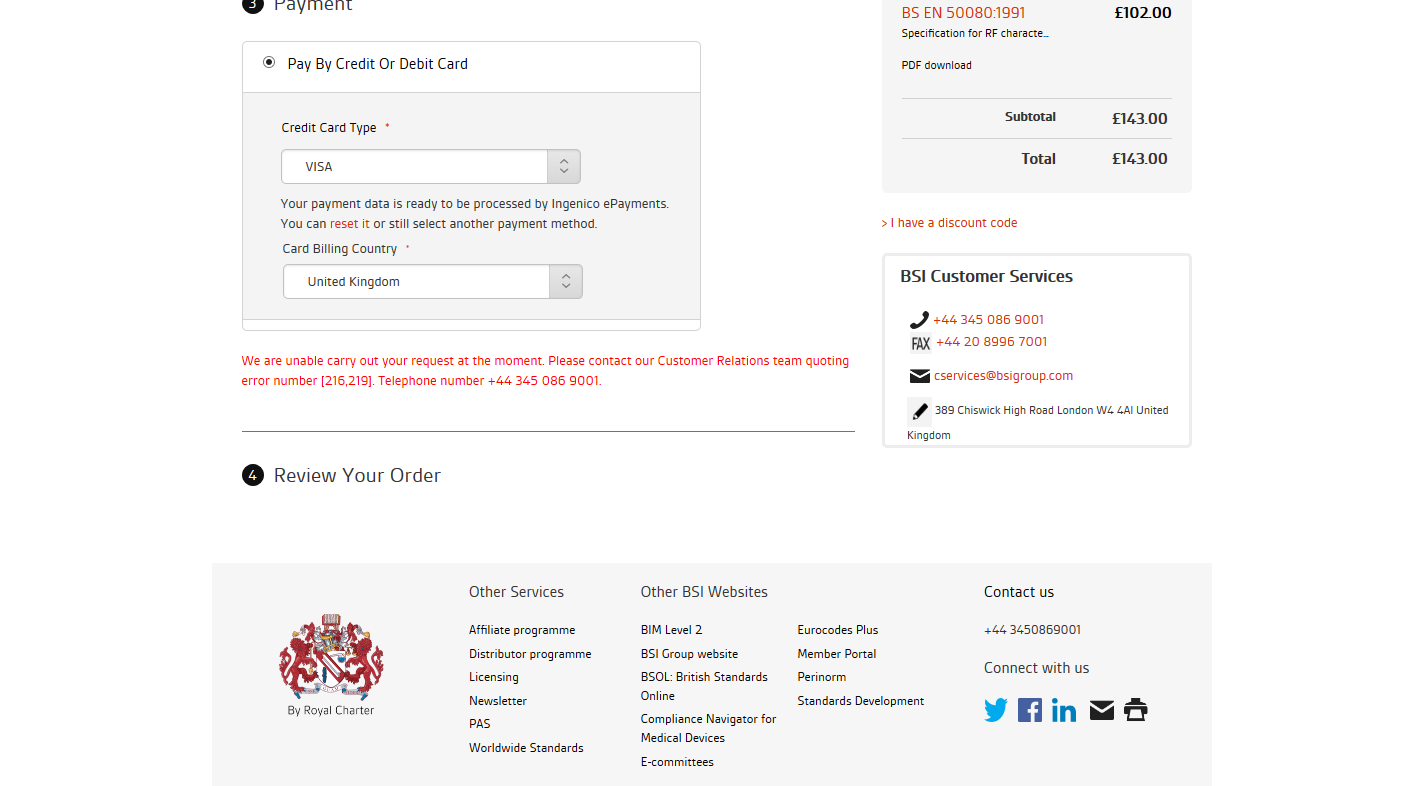 3 Payment
Pay By Credit Or Debit Card
Credit Card Type *
VISA
Your payment data is ready to be processed by Ingenico ePayments.
You can reset it or still select another payment method.
Card Billing Country *
United Kingdom
We are unable carry out your request at the moment. Please contact our Customer Relations team quoting
error number [216,219]. Telephone number +44 345 086 9001.
4 Review Your Order
BS EN 50080:1991 £102.00
Specification for RF characte...
PDF download
Subtotal £143.00
Total £143.00
> I have a discount code
BSI Customer Services
+44 345 086 9001
FAX +44 20 8996 7001
cservices@bsigroup.com
389 Chiswick High Road London W4 4Al United
Kingdom
By Royal Charter
Other Services
Affiliate programme
Distributor programme
Licensing
Newsletter
PAS
Worldwide Standards
Other BSI Websites
BIM Level 2
BSI Group website
BSOL: British Standards
Online
Compliance Navigator for
Medical Devices
E-committees
Eurocodes Plus
Member Portal
Perinorm
Standards Development
Contact us
+44 3450869001
Connect with us